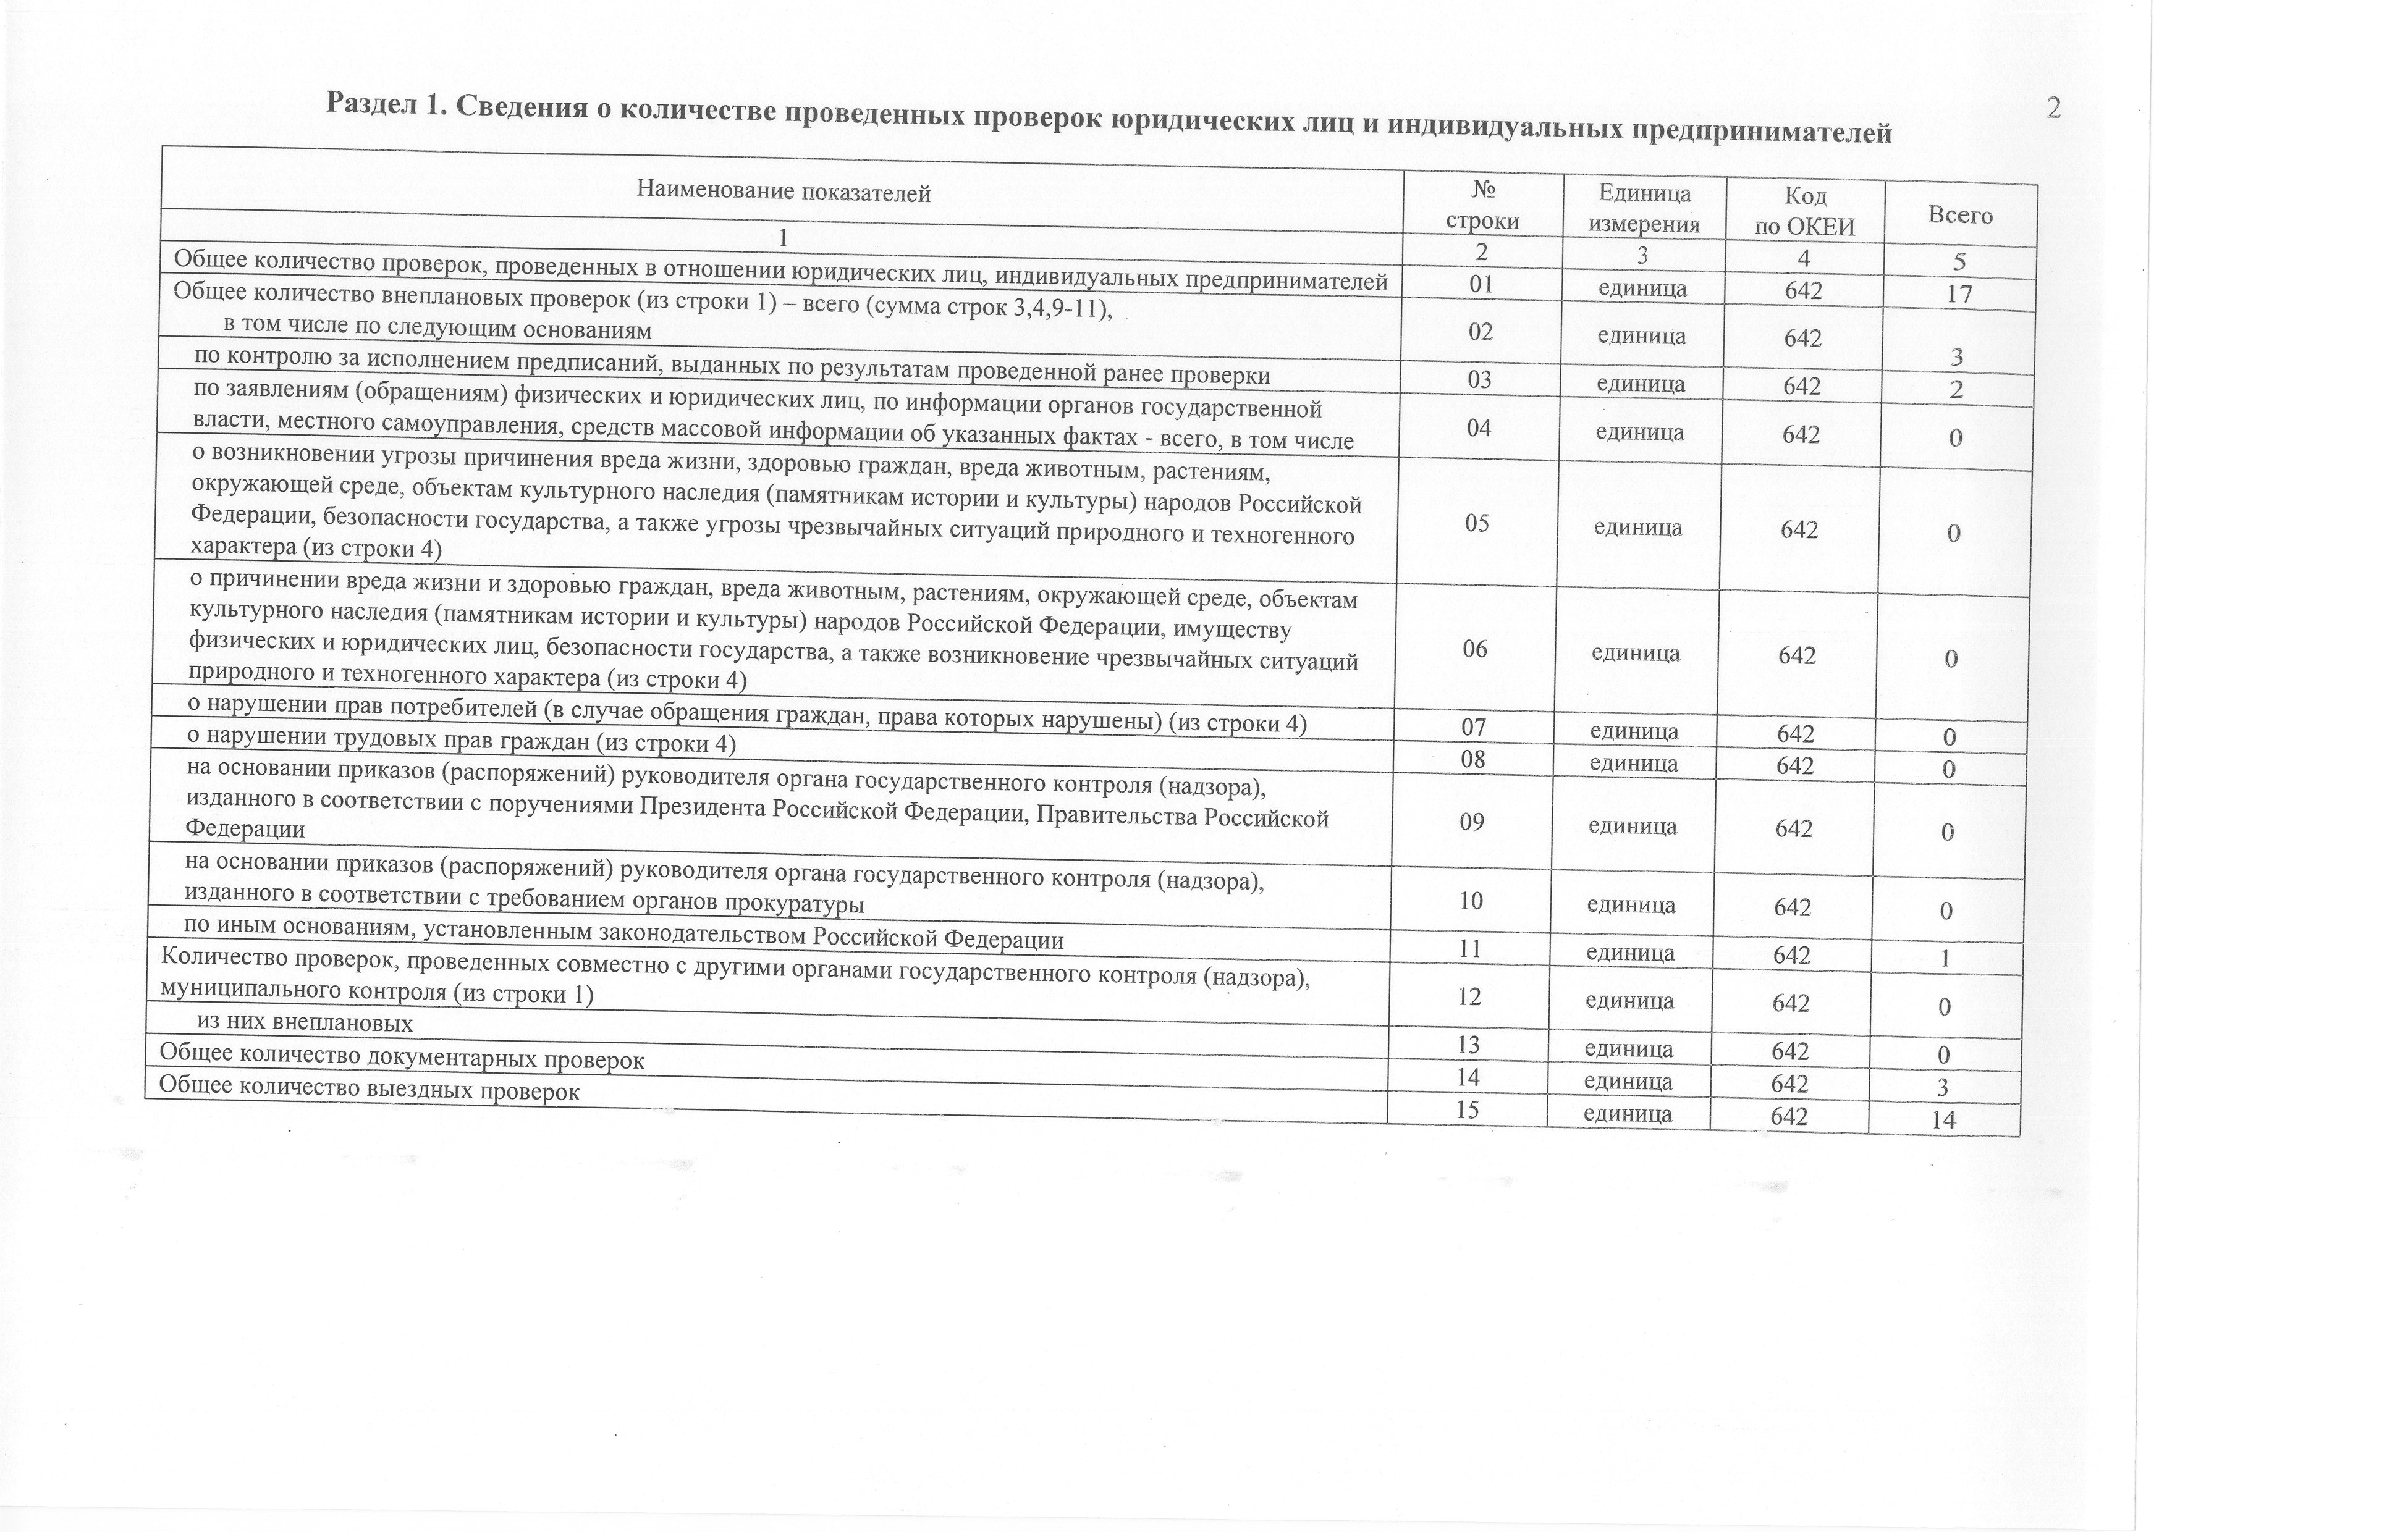 2
Раздел 1. Сведения о количестве проведенных проверок юридических лиц и индивидуальных предпринимателей
Наименование показателей
№
строки
Единица
измерения
Код
по ОКЕИ
Всего
1
2
3
4
5
Общее количество проверок, проведенных в отношении юридических лиц, индивидуальных предпринимателей
01
единица
642
17
Общее количество внеплановых проверок (из строки 1) – всего (сумма строк 3,4,9-11),
в том числе по следующим основаниям
02
единица
642
3
по контролю за исполнением предписаний, выданных по результатам проведенной ранее проверки
03
единица
642
2
по заявлениям (обращениям) физических и юридических лиц, по информации органов государственной
власти, местного самоуправления, средств массовой информации об указанных фактах - всего, в том числе
04
единица
642
0
о возникновении угрозы причинения вреда жизни, здоровью граждан, вреда животным, растениям,
окружающей среде, объектам культурного наследия (памятникам истории и культуры) народов Российской
Федерации, безопасности государства, а также угрозы чрезвычайных ситуаций природного и техногенного
характера (из строки 4)
05
единица
642
0
о причинении вреда жизни и здоровью граждан, вреда животным, растениям, окружающей среде, объектам
культурного наследия (памятникам истории и культуры) народов Российской Федерации, имуществу
физических и юридических лиц, безопасности государства, а также возникновение чрезвычайных ситуаций
природного и техногенного характера (из строки 4)
06
единица
642
0
о нарушении прав потребителей (в случае обращения граждан, права которых нарушены) (из строки 4)
07
единица
642
0
о нарушении трудовых прав граждан (из строки 4)
08
единица
642
0
на основании приказов (распоряжений) руководителя органа государственного контроля (надзора),
изданного в соответствии с поручениями Президента Российской Федерации, Правительства Российской
Федерации
09
единица
642
0
на основании приказов (распоряжений) руководителя органа государственного контроля (надзора),
изданного в соответствии с требованием органов прокуратуры
10
единица
642
0
по иным основаниям, установленным законодательством Российской Федерации
11
единица
642
1
Количество проверок, проведенных совместно с другими органами государственного контроля (надзора),
муниципального контроля (из строки 1)
12
единица
642
0
из них внеплановых
13
единица
642
0
Общее количество документарных проверок
14
единица
642
3
Общее количество выездных проверок
15
единица
642
14